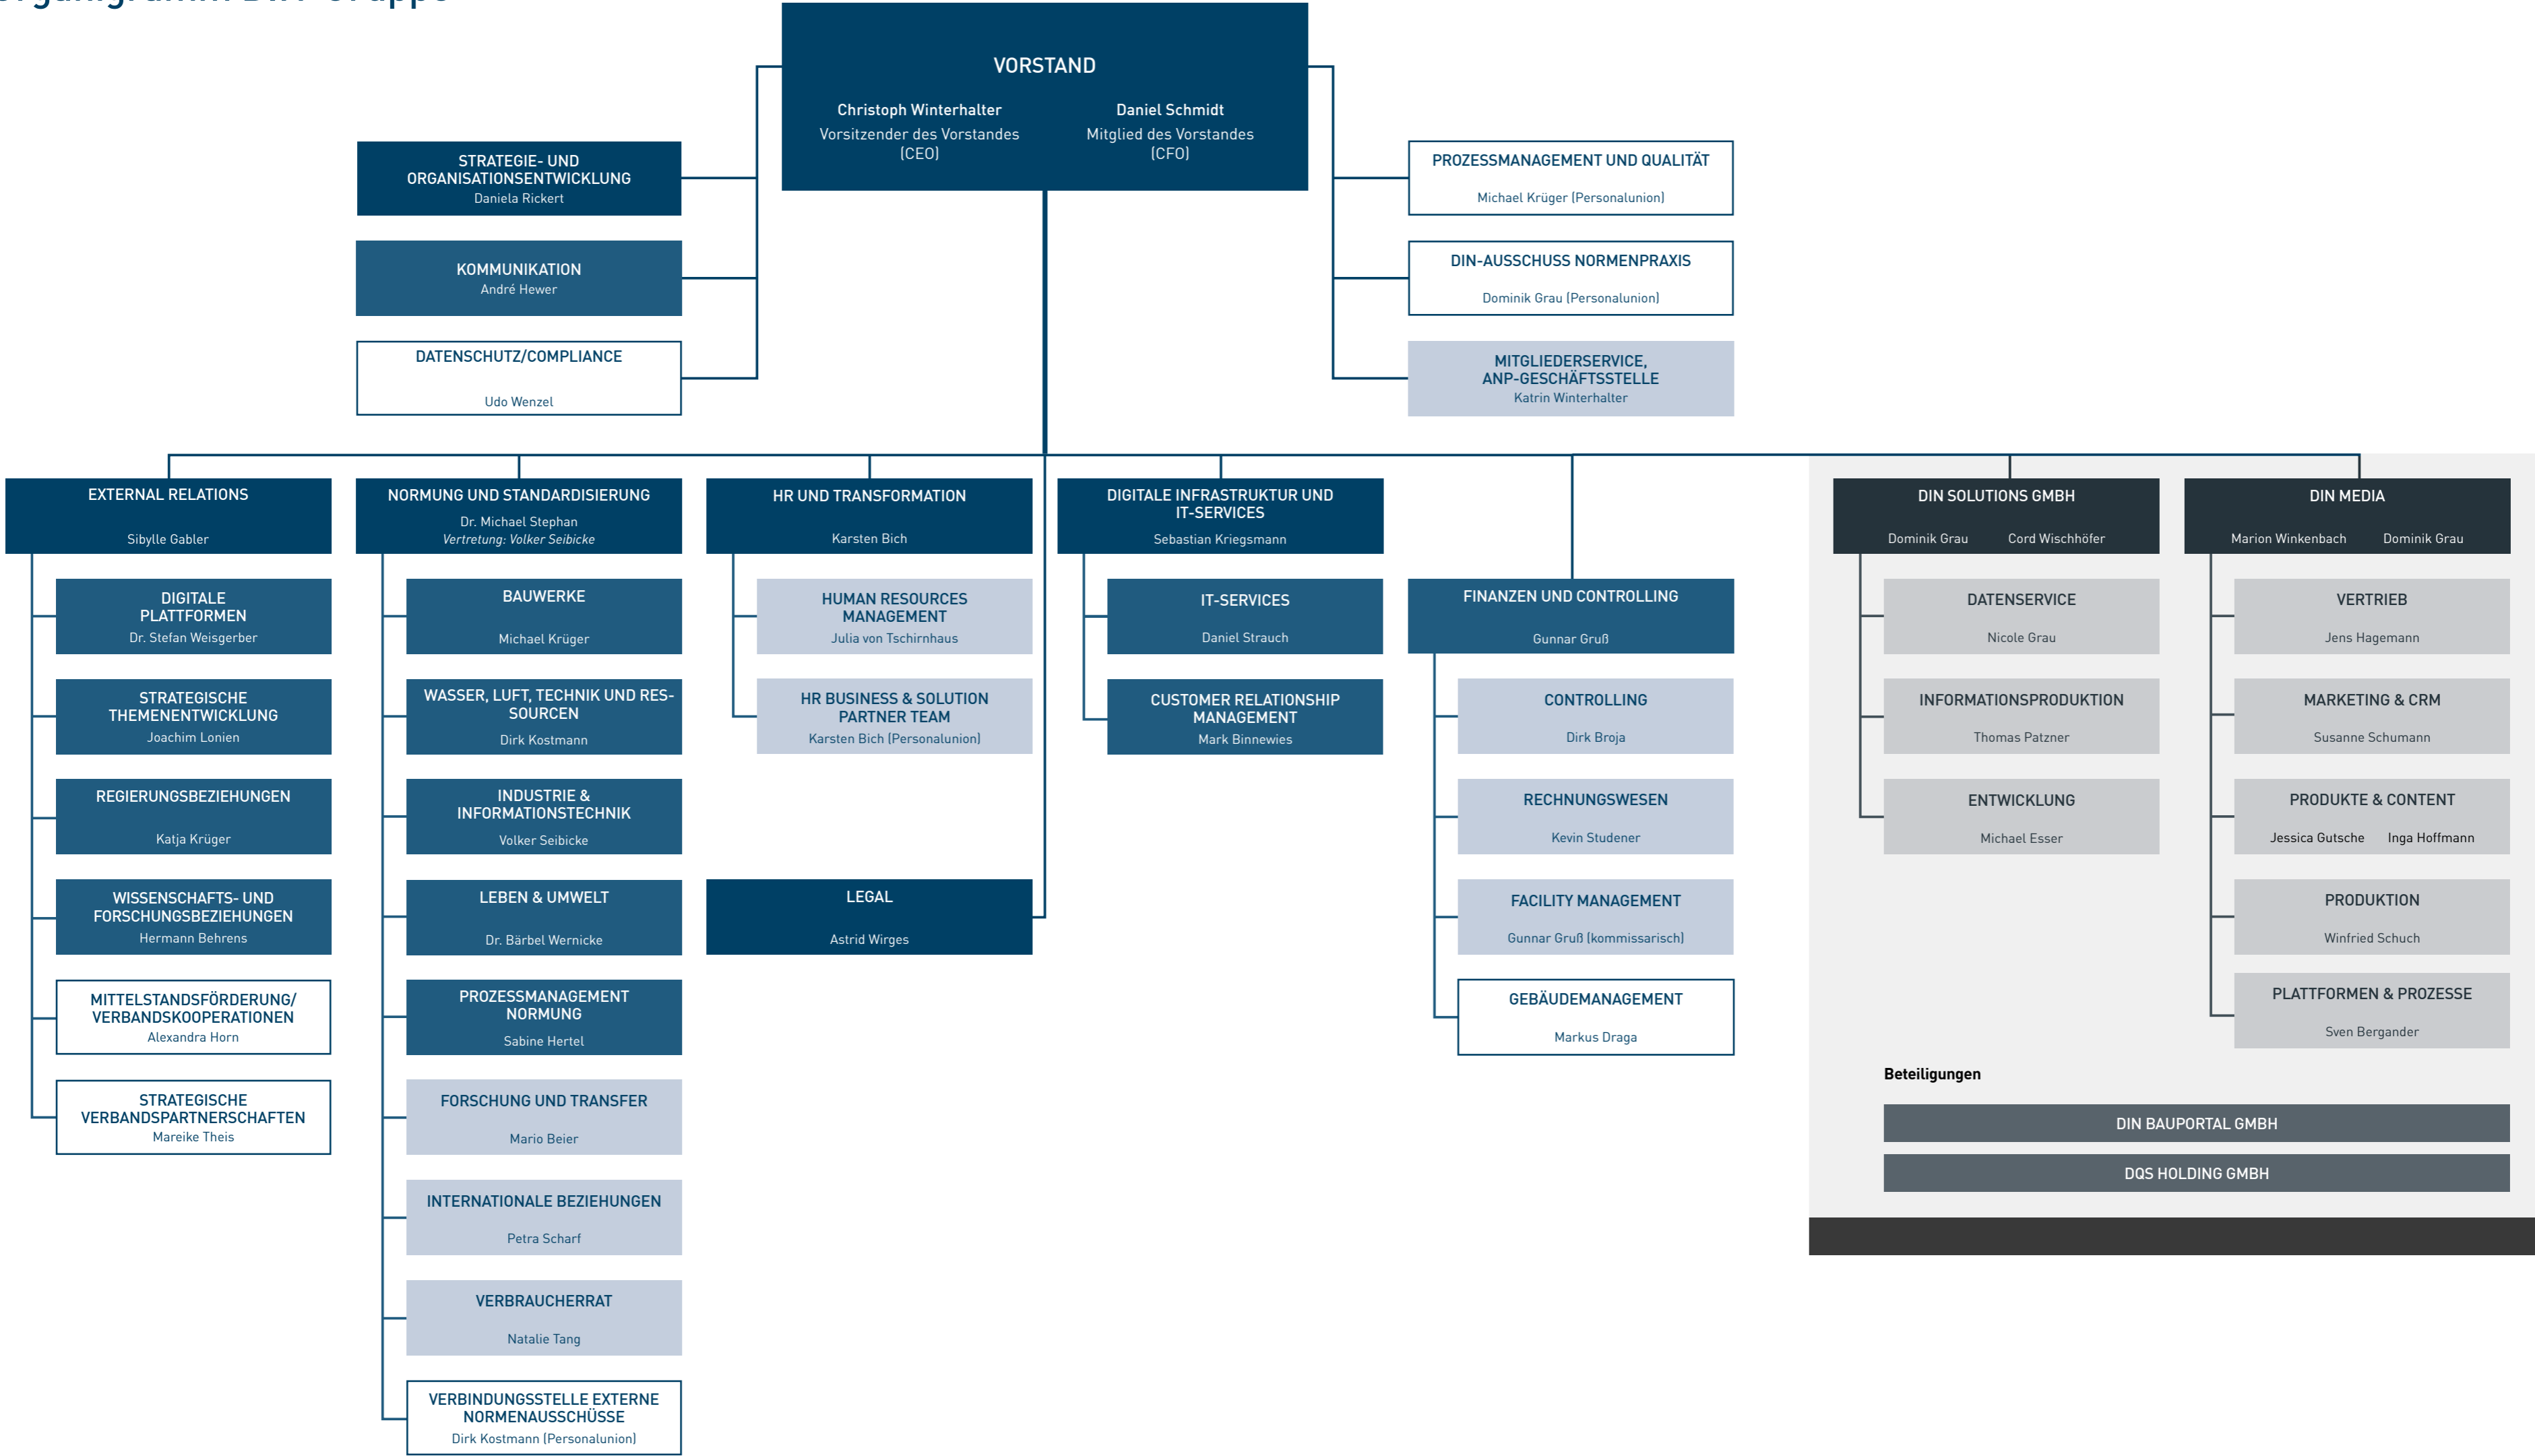 Organigramm DIN-Gruppe
VORSTAND
Christoph Winterhalter
Vorsitzender des Vorstandes
(CEO)
Daniel Schmidt
Mitglied des Vorstandes
(CFO)
STRATEGIE- UND
ORGANISATIONSENTWICKLUNG
Daniela Rickert
KOMMUNIKATION
André Hewer
DATENSCHUTZ/COMPLIANCE
Udo Wenzel
PROZESSMANAGEMENT UND QUALITÄT
Michael Krüger (Personalunion)
DIN-AUSSCHUSS NORMENPRAXIS
Dominik Grau (Personalunion)
MITGLIEDERSERVICE,
ANP-GESCHÄFTSSTELLE
Katrin Winterhalter
EXTERNAL RELATIONS
Sibylle Gabler
DIGITALE
PLATTFORMEN
Dr. Stefan Weisgerber
STRATEGISCHE
THEMENENTWICKLUNG
Joachim Lonien
REGIERUNGSBEZIEHUNGEN
Katja Krüger
WISSENSCHAFTS- UND
FORSCHUNGSBEZIEHUNGEN
Hermann Behrens
MITTELSTANDSFÖRDERUNG/
VERBANDSKOOPERATIONEN
Alexandra Horn
STRATEGISCHE
VERBANDSPARTNERSCHAFTEN
Mareike Theis
NORMUNG UND STANDARDISIERUNG
Dr. Michael Stephan
Vertretung: Volker Seibicke
BAUWERKE
Michael Krüger
WASSER, LUFT, TECHNIK UND RES-
SOURCEN
Dirk Kostmann
INDUSTRIE &
INFORMATIONSTECHNIK
Volker Seibicke
LEBEN & UMWELT
Dr. Bärbel Wernicke
PROZESSMANAGEMENT
NORMUNG
Sabine Hertel
FORSCHUNG UND TRANSFER
Mario Beier
INTERNATIONALE BEZIEHUNGEN
Petra Scharf
VERBRAUCHERRAT
Natalie Tang
VERBINDUNGSSTELLE EXTERNE
NORMENAUSSCHÜSSE
Dirk Kostmann (Personalunion)
HR UND TRANSFORMATION
Karsten Bich
HUMAN RESOURCES
MANAGEMENT
Julia von Tschirnhaus
HR BUSINESS & SOLUTION
PARTNER TEAM
Karsten Bich (Personalunion)
LEGAL
Astrid Wirges
DIGITALE INFRASTRUKTUR UND
IT-SERVICES
Sebastian Kriegsmann
IT-SERVICES
Daniel Strauch
CUSTOMER RELATIONSHIP
MANAGEMENT
Mark Binnewies
FINANZEN UND CONTROLLING
Gunnar Gruß
CONTROLLING
Dirk Broja
RECHNUNGSWESEN
Kevin Studener
FACILITY MANAGEMENT
Gunnar Gruß (kommissarisch)
GEBÄUDEMANAGEMENT
Markus Draga
DIN SOLUTIONS GMBH
Dominik Grau Cord Wischhöfer
DATENSERVICE
Nicole Grau
INFORMATIONSPRODUKTION
Thomas Patzner
ENTWICKLUNG
Michael Esser
DIN MEDIA
Marion Winkenbach Dominik Grau
VERTRIEB
Jens Hagemann
MARKETING & CRM
Susanne Schumann
PRODUKTE & CONTENT
Jessica Gutsche Inga Hoffmann
PRODUKTION
Winfried Schuch
PLATTFORMEN & PROZESSE
Sven Bergander
Beteiligungen
DIN BAUPORTAL GMBH
DQS HOLDING GMBH